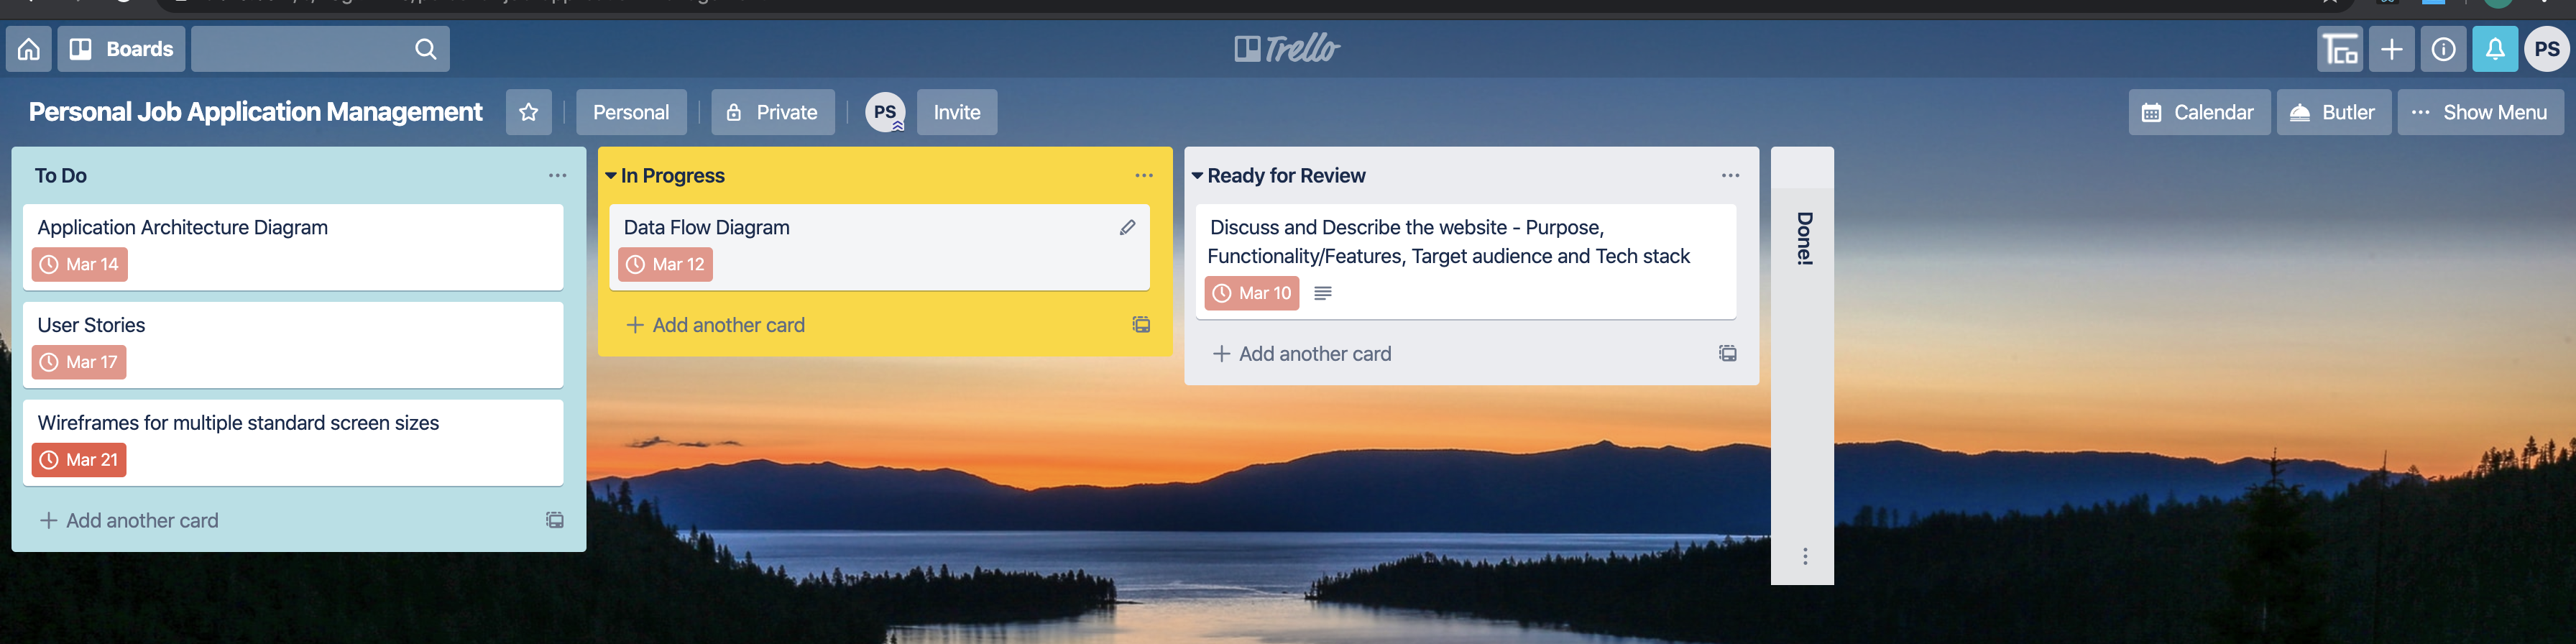 Boards
Trello
Tco
PS
Personal Job Application Management
Personal
Private
PS
Invite
Calendar
Butler
Show Menu
To Do
Application Architecture Diagram
Mar 14
User Stories
Mar 17
Wireframes for multiple standard screen sizes
Mar 21
Add another card
In Progress
Data Flow Diagram
Mar 12
Add another card
Ready for Review
Discuss and Describe the website - Purpose,
Functionality/Features, Target audience and Tech stack
Mar 10
Add another card
Done!